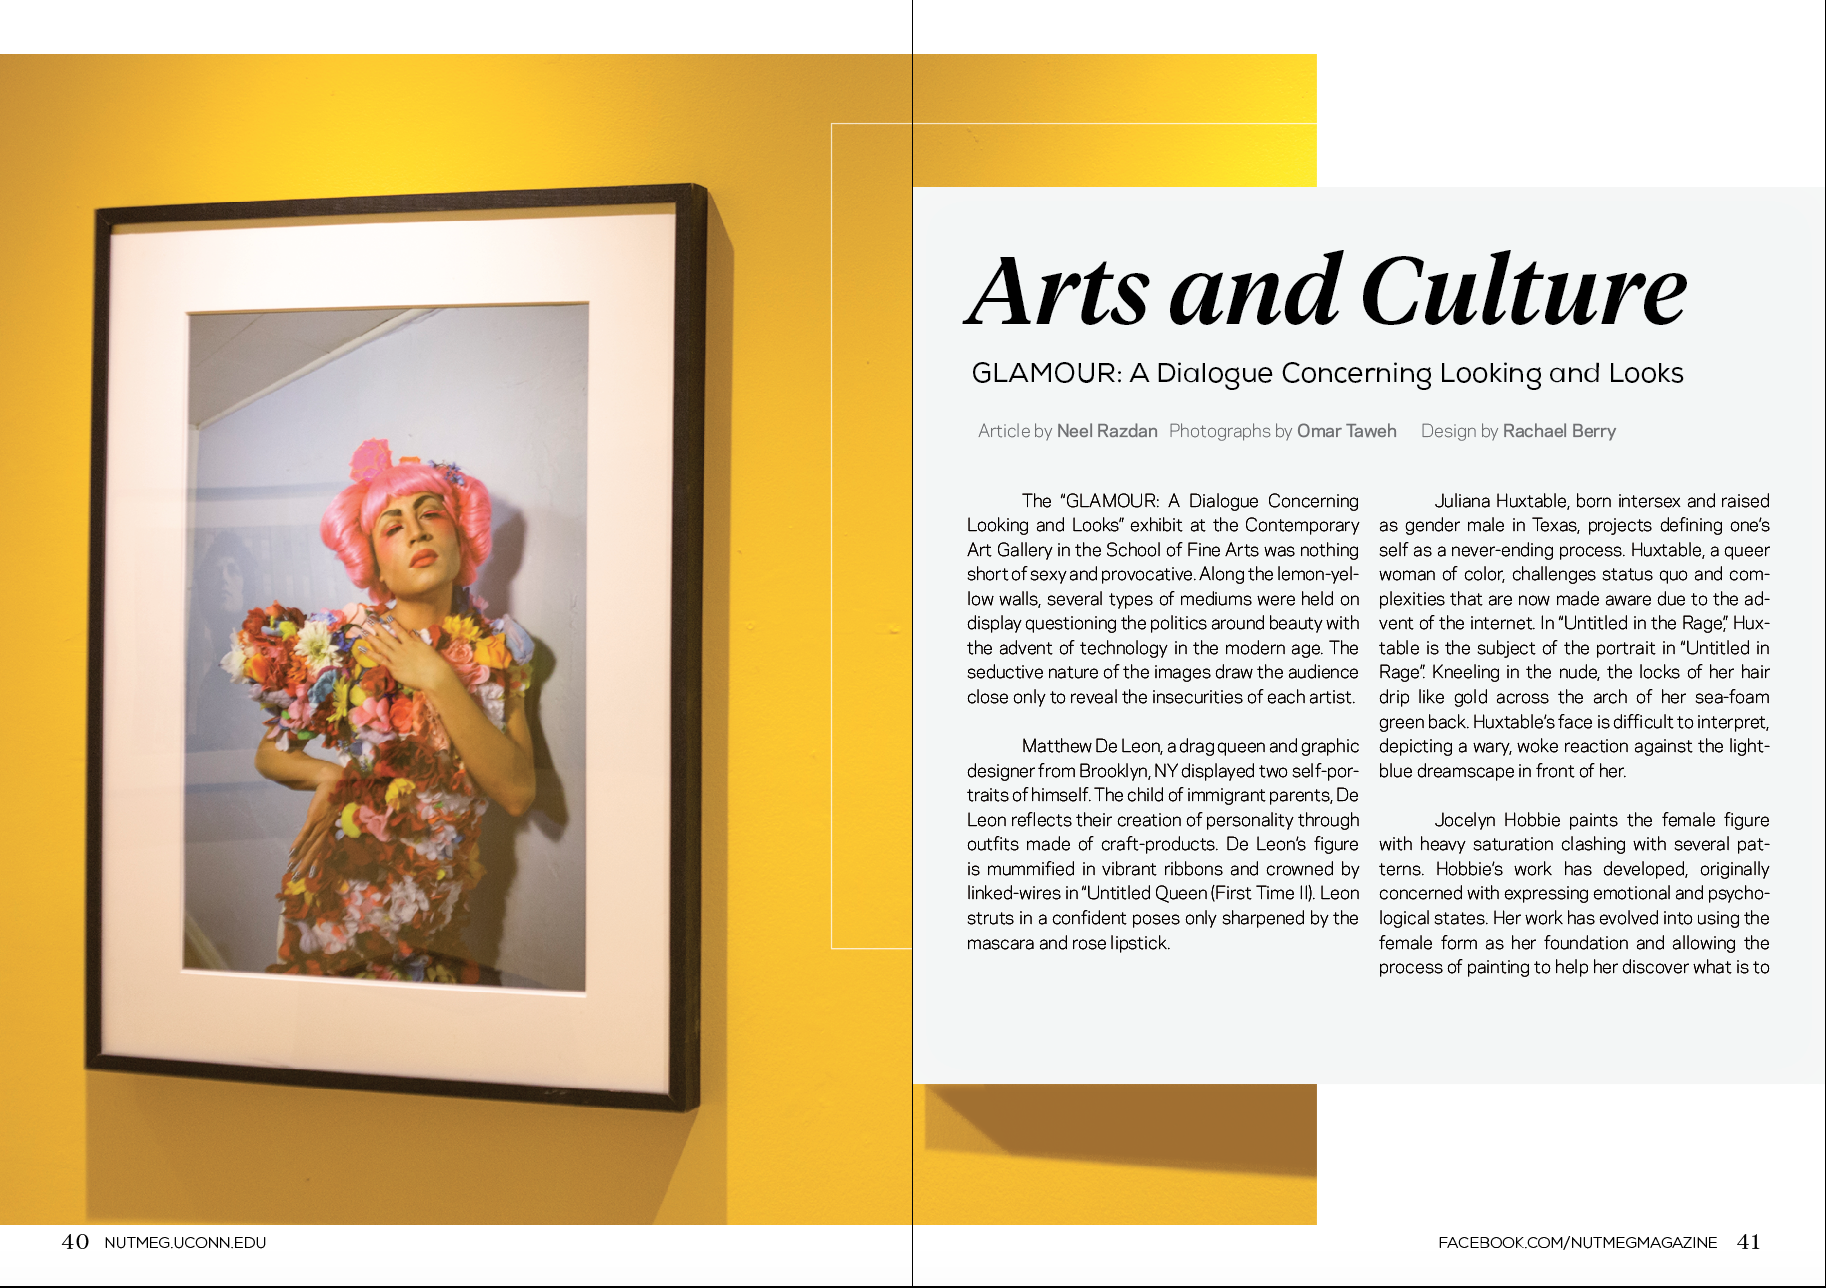 Arts and Culture
GLAMOUR: A Dialogue Concerning Looking and Looks
Article by Neel Razdan Photographs by Omar Taweh Design by Rachael Berry
The “GLAMOUR: A Dialogue Concerning
Looking and Looks” exhibit at the Contemporary
Art Gallery in the School of Fine Arts was nothing
short of sexy and provocative. Along the lemon-yel-
low walls, several types of mediums were held on
display questioning the politics around beauty with
the advent of technology in the modern age. The
seductive nature of the images draw the audience
close only to reveal the insecurities of each artist.
Matthew De Leon, a drag queen and graphic
designer from Brooklyn, NY displayed two self-por-
traits of himself. The child of immigrant parents, De
Leon reflects their creation of personality through
outfits made of craft-products. De Leon’s figure
is mummified in vibrant ribbons and crowned by
linked-wires in “Untitled Queen (First Time II). Leon
struts in a confident poses only sharpened by the
mascara and rose lipstick.
Juliana Huxtable, born intersex and raised
as gender male in Texas, projects defining one’s
self as a never-ending process. Huxtable, a queer
woman of color, challenges status quo and com-
plexities that are now made aware due to the ad-
vent of the internet. In “Untitled in the Rage,” Hux-
table is the subject of the portrait in “Untitled in
Rage”. Kneeling in the nude, the locks of her hair
drip like gold across the arch of her sea-foam
green back. Huxtable’s face is difficult to interpret,
depicting a wary, woke reaction against the light-
blue dreamscape in front of her.
Jocelyn Hobbie paints the female figure
with heavy saturation clashing with several pat-
terns. Hobbie’s work has developed, originally
concerned with expressing emotional and psycho-
logical states. Her work has evolved into using the
female form as her foundation and allowing the
process of painting to help her discover what is to
40 NUTMEG.UCONN.EDU
FACEBOOK.COM/NUTMEGMAGAZINE 41